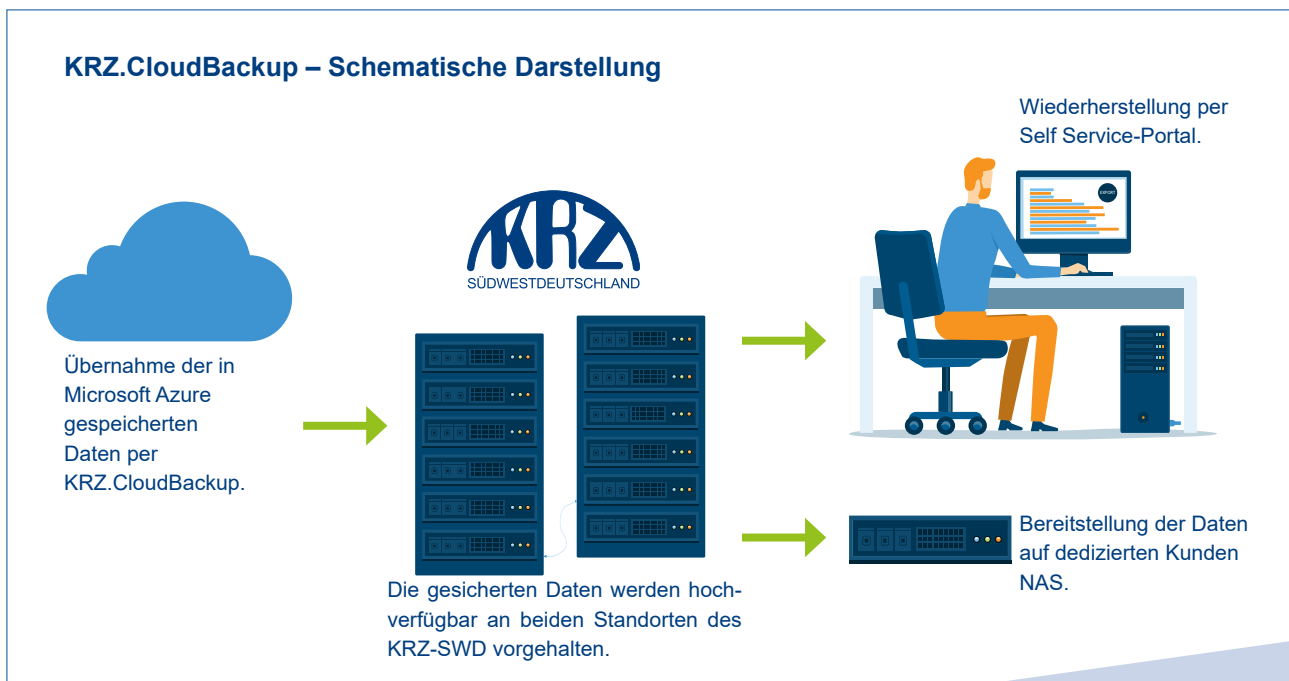 KRZ.CloudBackup – Schematische Darstellung
Wiederherstellung per
Self Service-Portal.
EXPORT
KRZ
SÜDWESTDEUTSCHLAND
Übernahme der in
Microsoft Azure
gespeicherten
Daten per
KRZ.CloudBackup.
Die gesicherten Daten werden hoch-
verfügbar an beiden Standorten des
KRZ-SWD vorgehalten.
Bereitstellung der Daten
auf dedizierten Kunden
NAS.